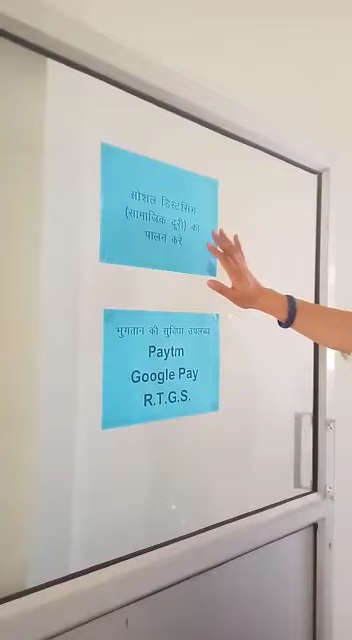 सोशल डिस्टेंसिंग
(सामाजिक दूरी) का
पालन करें
भुगतान की सुविधा उपलब्ध
Paytm
Google Pay
R.T.G.S.